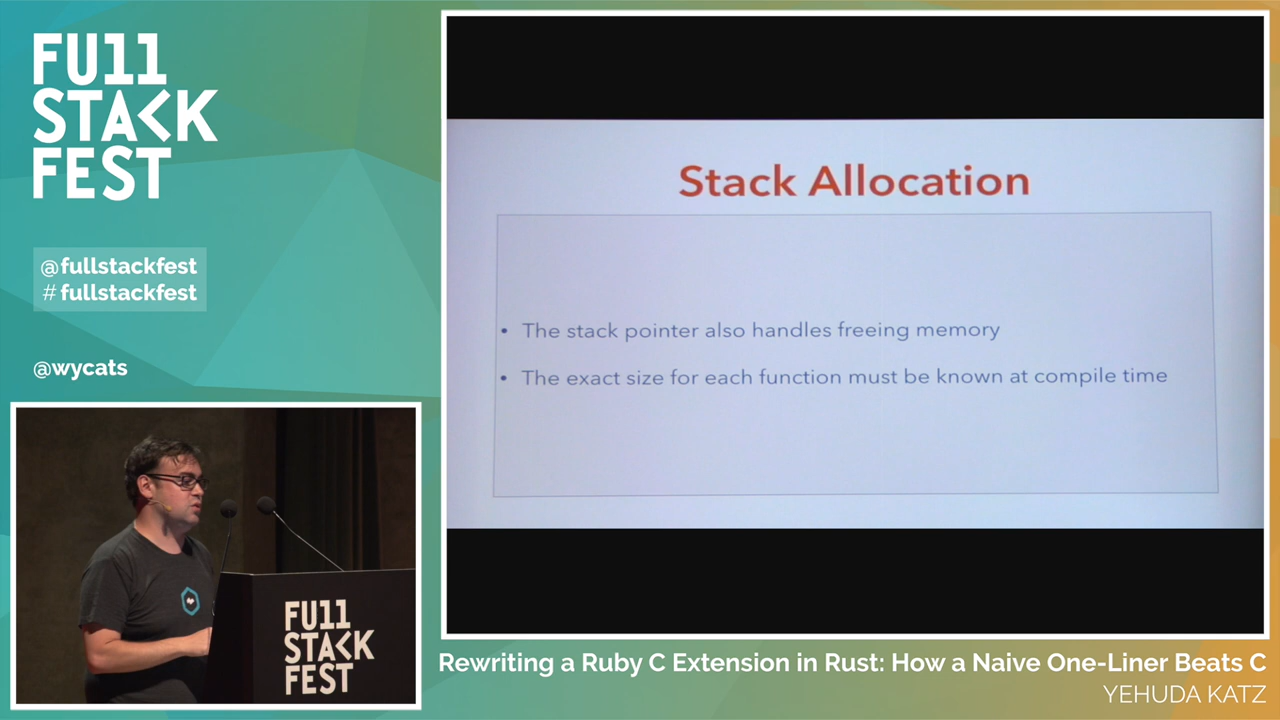 FU11
STACK
FEST
@fullstackfest
# fullstackfest
@wycats
FU11
STACK
FEST
Stack Allocation
• The stack pointer also handles freeing memory
• The exact size for each function must be known at compile time
Rewriting a Ruby C Extension in Rust: How a Naive One-Liner Beats C
YEHUDA KATZ